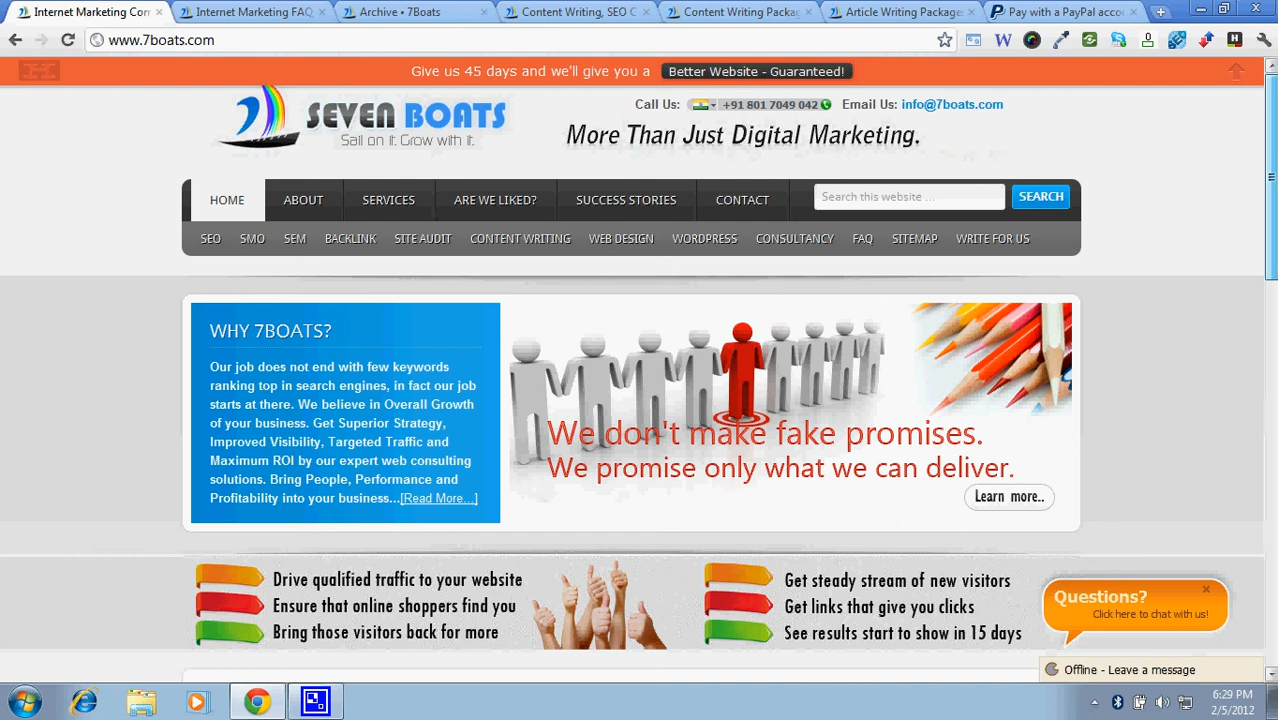 Internet Marketing Con
Internet Marketing FAQ,
Archive • 7Boats
Content Writing, SEO C
Content Writing Packag
Article Writing Package
Pay with a PayPal accou
www.7boats.com
Give us 45 days and we'll give you a Better Website - Guaranteed!
SEVEN BOATS
Sail on it. Grow with it.
Call Us: +91 801 7049 042 Email Us: info@7boats.com
More Than Just Digital Marketing.
HOME ABOUT SERVICES ARE WE LIKED? SUCCESS STORIES CONTACT Search this website ... SEARCH
SEO SMO SEM BACKLINK SITE AUDIT CONTENT WRITING WEB DESIGN WORDPRESS CONSULTANCY FAQ SITEMAP WRITE FOR US
WHY 7BOATS?
Our job does not end with few keywords
ranking top in search engines, in fact our job
starts at there. We believe in Overall Growth
of your business. Get Superior Strategy,
Improved Visibility, Targeted Traffic and
Maximum ROI by our expert web consulting
solutions. Bring People, Performance and
Profitability into your business...[Read More...]
We don't make fake promises.
We promise only what we can deliver.
Learn more..
Drive qualified traffic to your website
Ensure that online shoppers find you
Bring those visitors back for more
Get steady stream of new visitors
Get links that give you clicks
See results start to show in 15 days
Questions?
Click here to chat with us!
Offline - Leave a message
6:29 PM
2/5/2012